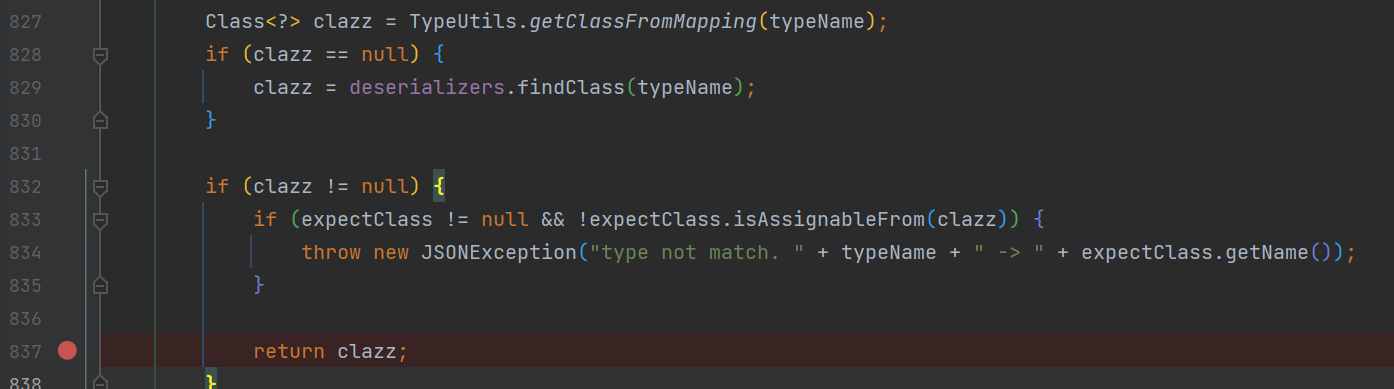 827 Class<?> clazz = TypeUtils.getClassFromMapping(typeName);
828 if (clazz == null) {
829 clazz = deserializers.findClass(typeName);
830 }
831
832 if (clazz != null) {
833 if (expectClass != null && !expectClass.isAssignableFrom(clazz)) {
834 throw new JSONException("type not match. " + typeName + " -> " + expectClass.getName());
835 }
836
837 return clazz;
838 }